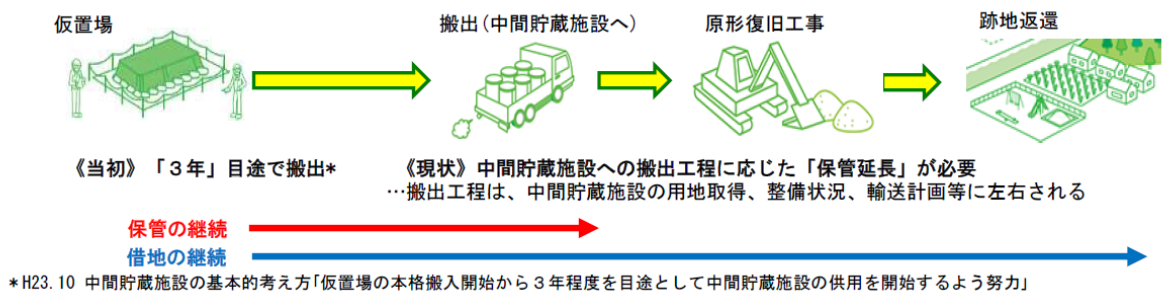 仮置場
搬出(中間貯蔵施設へ)
原形復旧工事
跡地返還
《当初》「３年」目途で搬出*
《現状》中間貯蔵施設への搬出工程に応じた「保管延長」が必要
…搬出工程は、中間貯蔵施設の用地取得、整備状況、輸送計画等に左右される
保管の継続
借地の継続
*H23.10 中間貯蔵施設の基本的考え方「仮置場の本格搬入開始から３年程度を目途として中間貯蔵施設の供用を開始するよう努力」